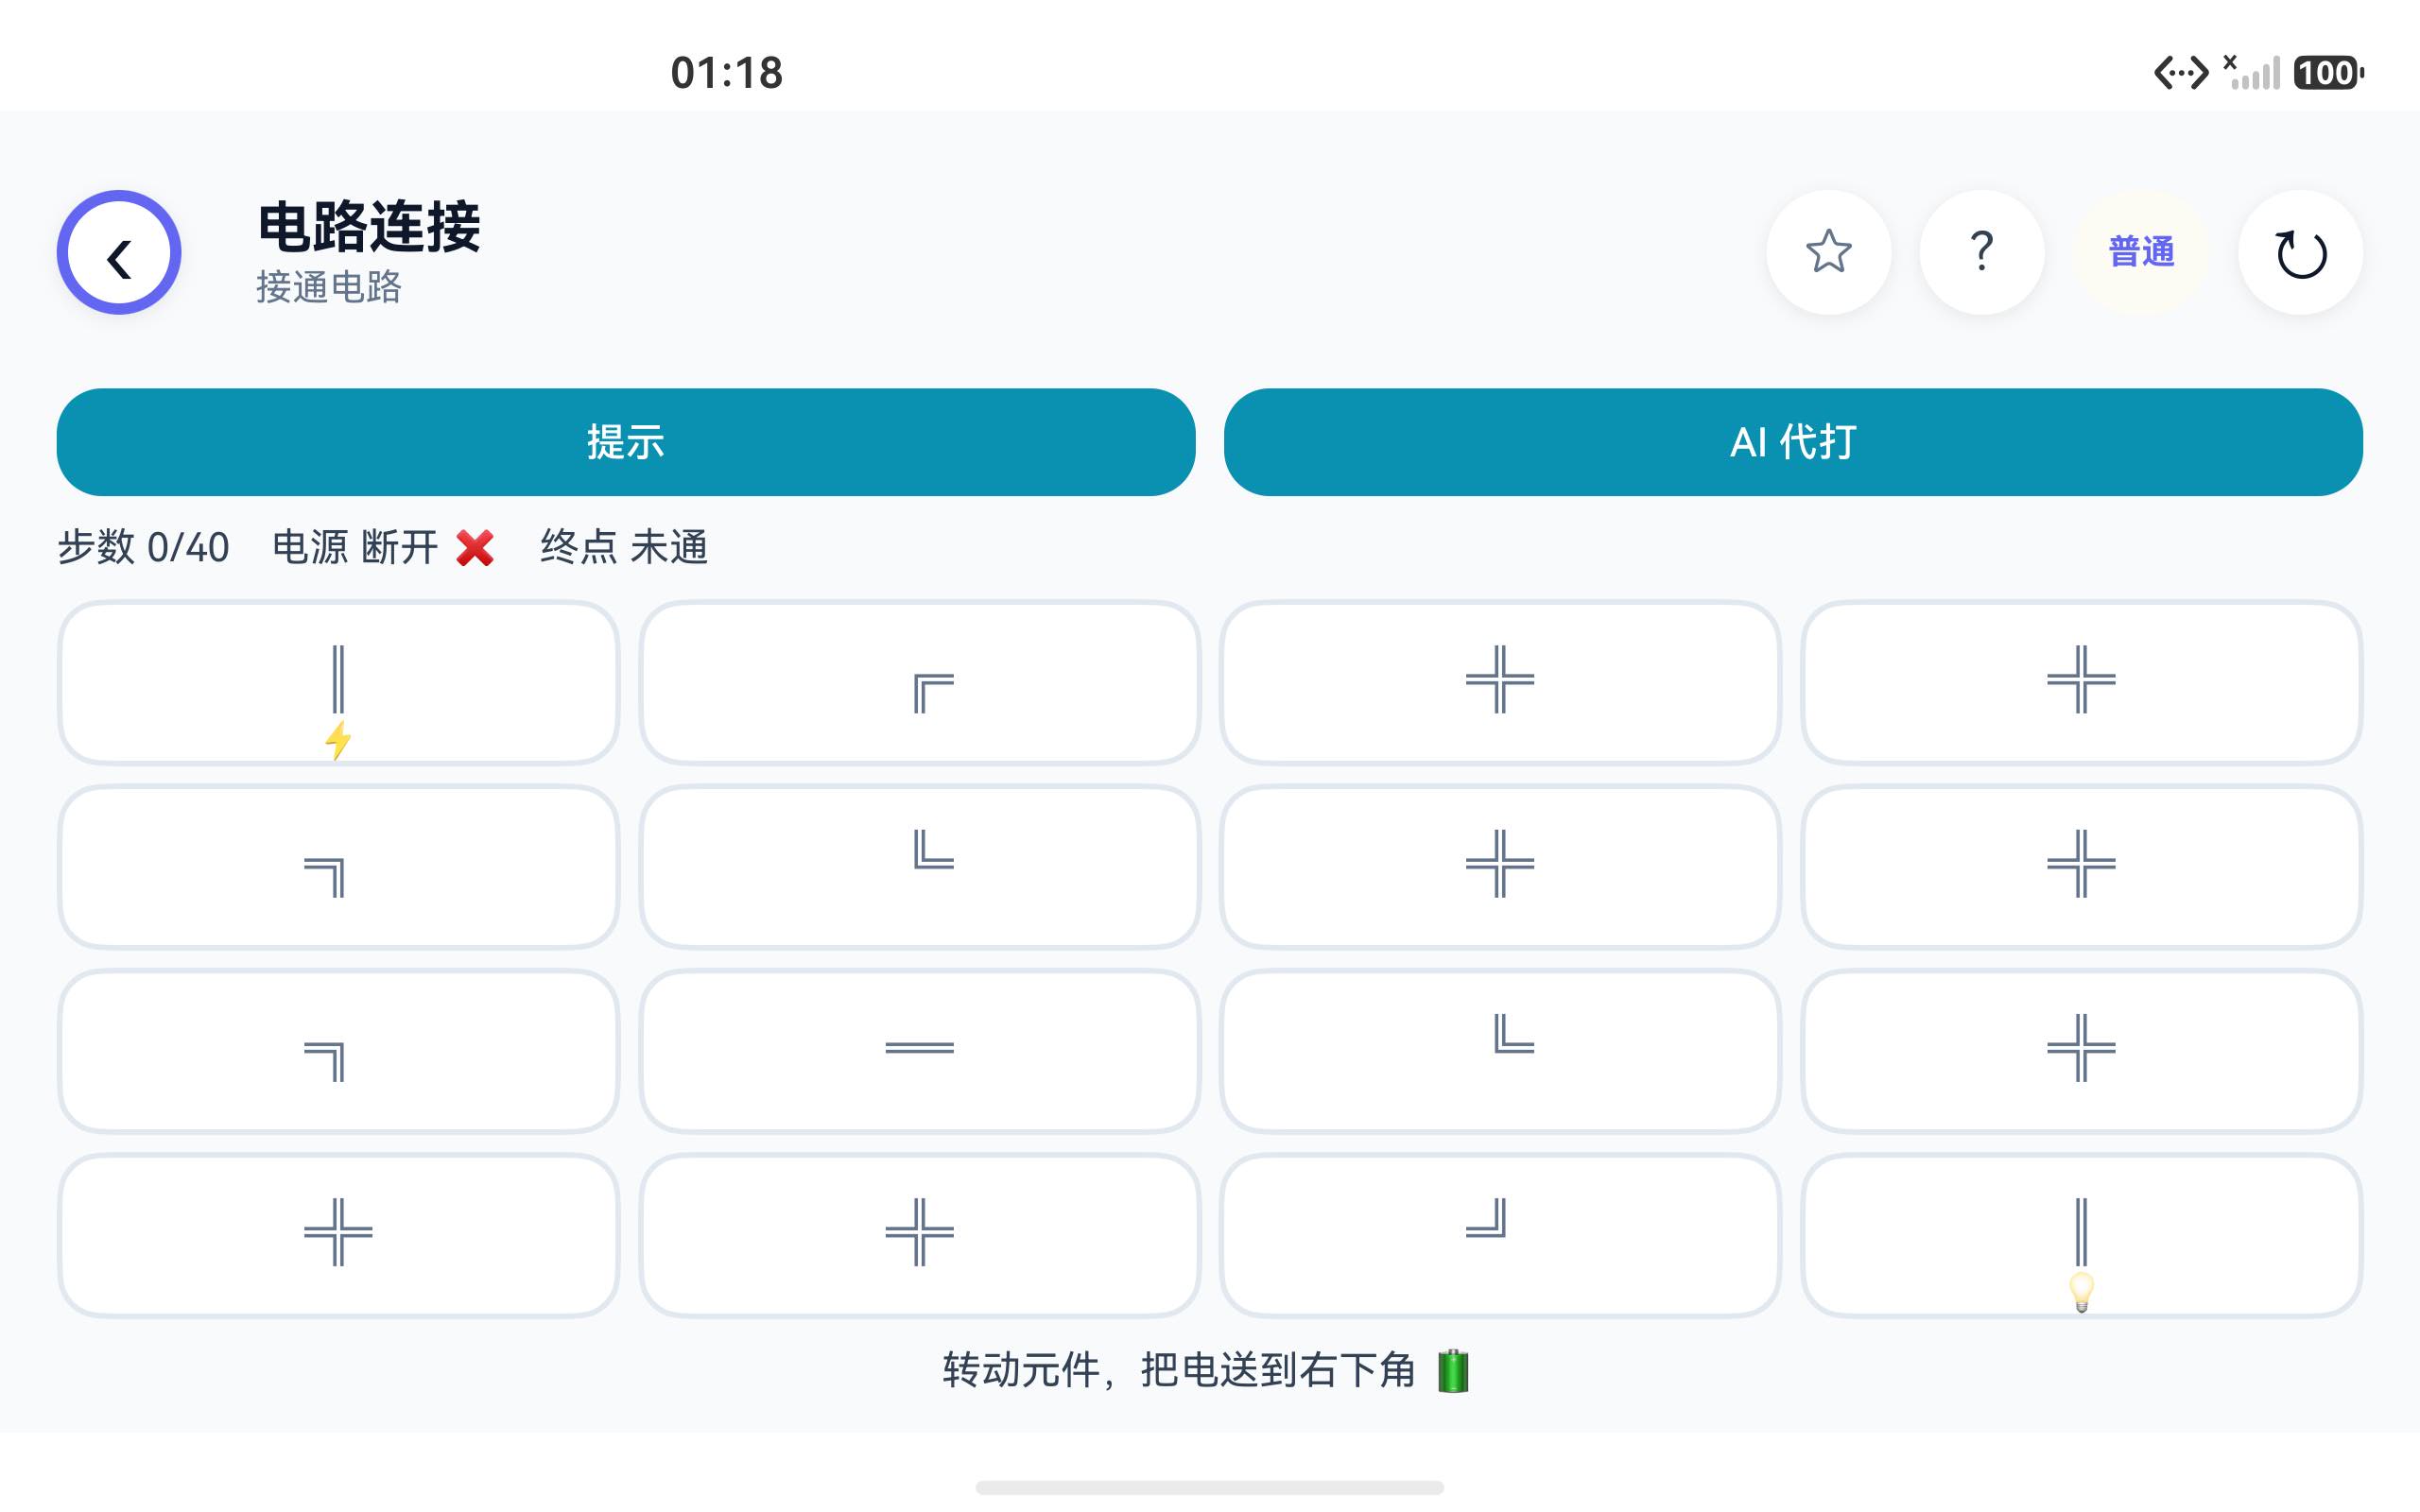 01:18
100
电路连接
接通电路
?
普通
提示
AI 代打
步数 0/40 电源 断开 ❌ 终点 未通
║ ╔ ╬ ╬
⚡
╗ ╚ ╬ ╬
╗ ═ ╚ ╬
╬ ╬ ╝ ║
💡
转动元件，把电送到右下角 🔋